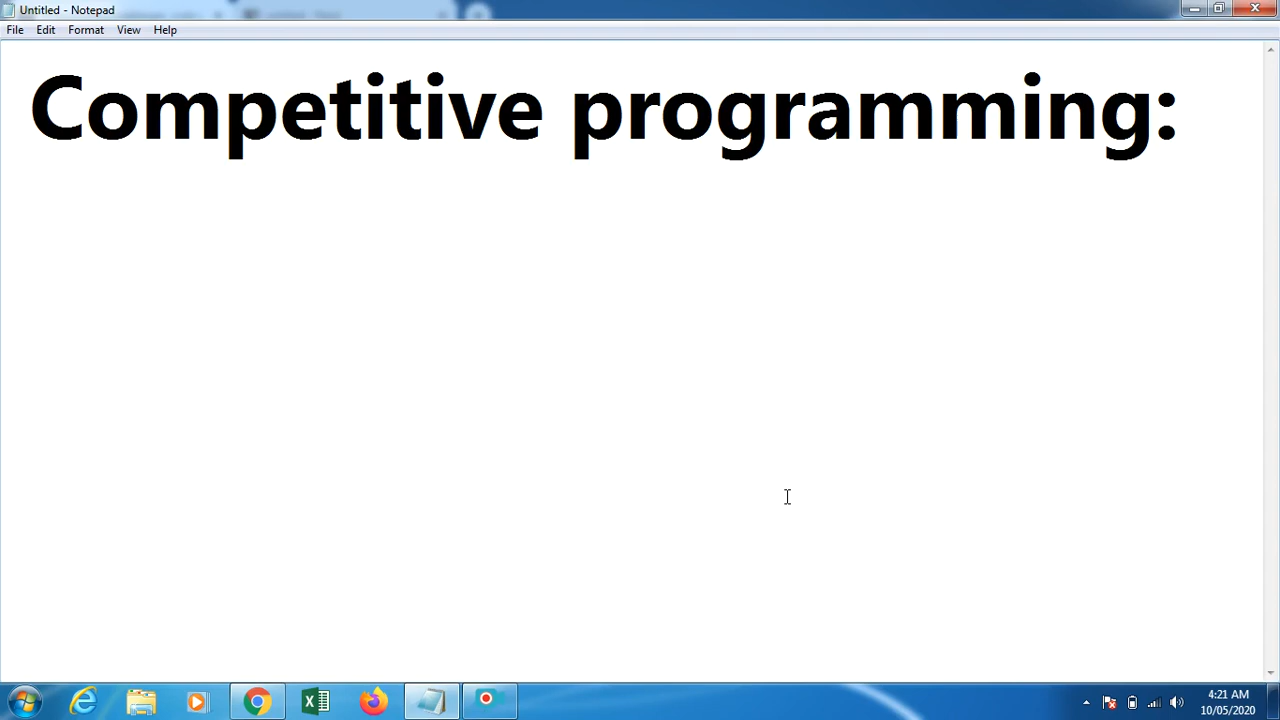 Untitled - Notepad
File Edit Format View Help
Competitive programming:
4:21 AM
10/05/2020